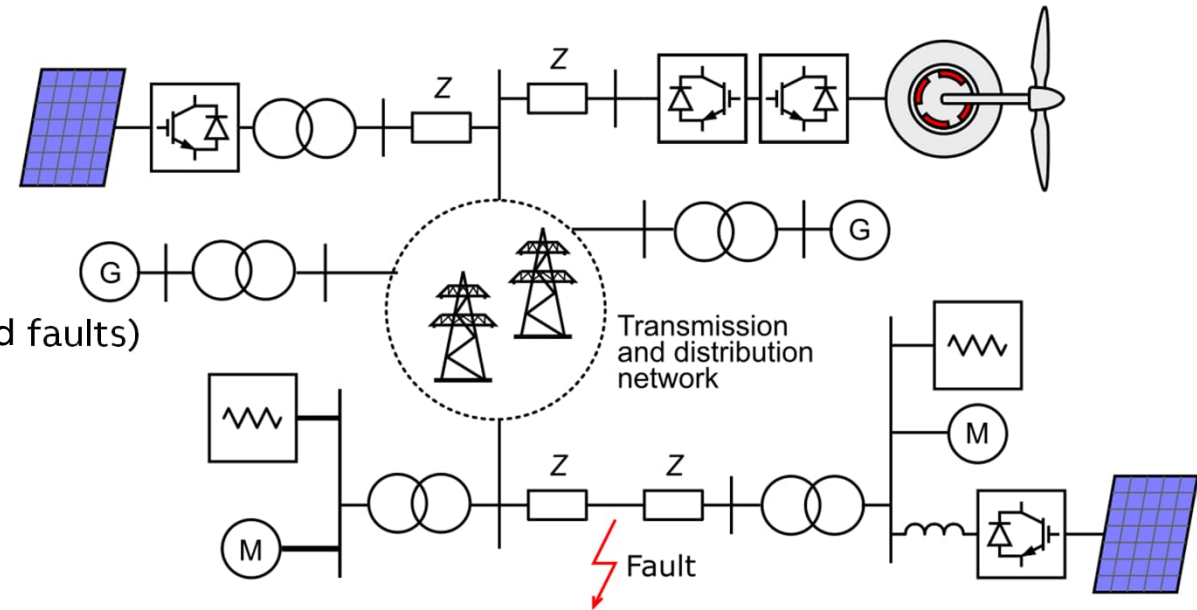 Z
Z
G
G
d faults)
Transmission
and distribution
network
M
Z
Z
M
Fault